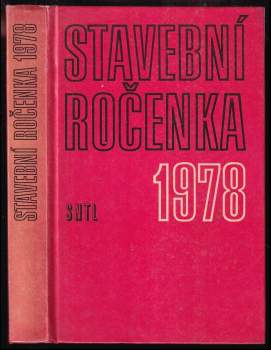 STAVEBNÍ ROČENKA 1978
STAVEBNÍ
ROČENKA
1978
SNTL